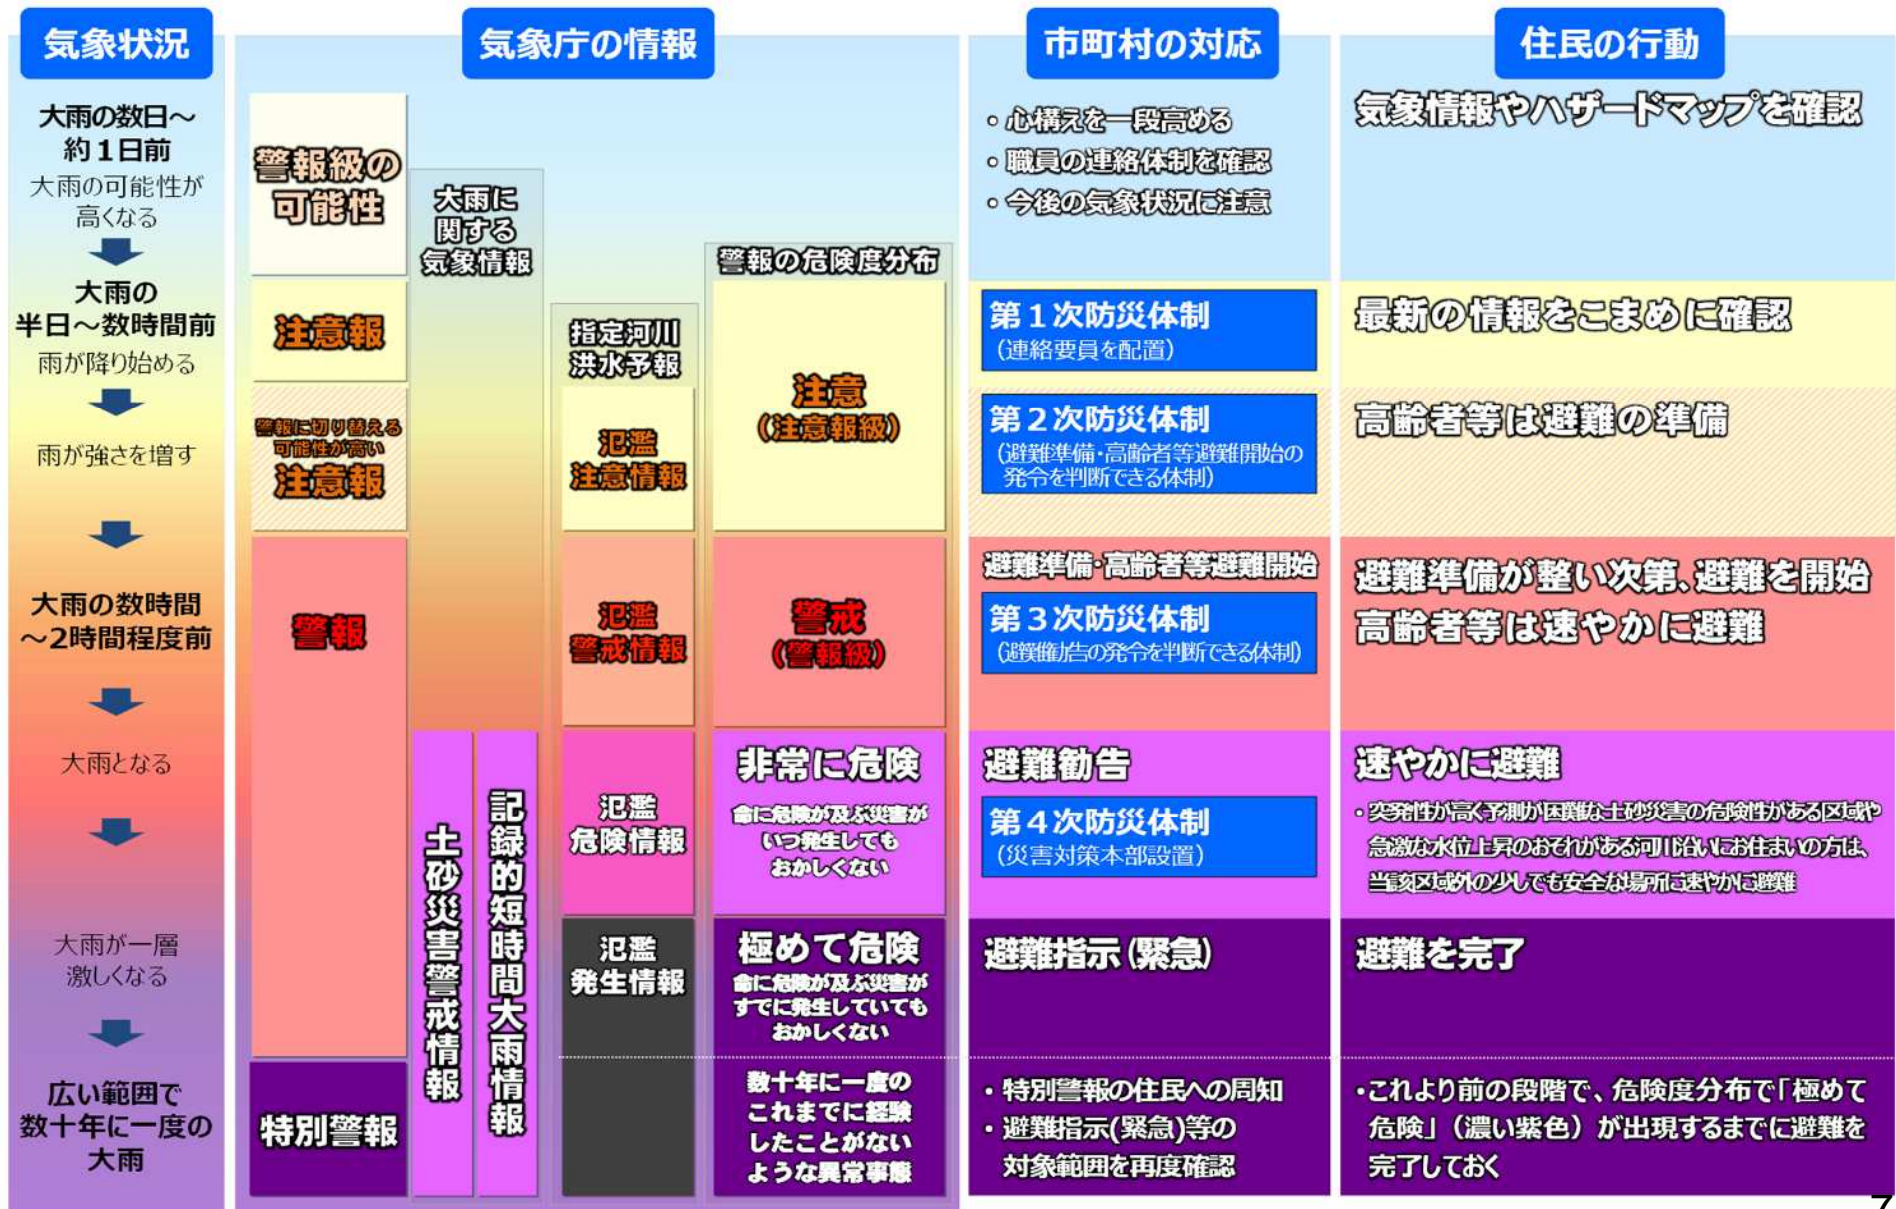 気象状況
気象庁の情報
市町村の対応
住民の行動
大雨の数日～
約１日前
大雨の可能性が
高くなる
大雨の
半日～数時間前
雨が降り始める
雨が強さを増す
大雨の数時間
～2時間程度前
大雨となる
大雨が一層
激しくなる
広い範囲で
数十年に一度の
大雨
警報級の
可能性
注意報
警報に切り替える
可能性が高い
注意報
警報
特別警報
大雨に
関する
気象情報
土砂災害警戒情報
記録的短時間大雨情報
指定河川
洪水予報
氾濫
注意情報
氾濫
警戒情報
氾濫
危険情報
氾濫
発生情報
警報の危険度分布
注意
（注意報級）
警戒
（警報級）
非常に危険
命に危険が及ぶ災害が
いつ発生しても
おかしくない
極めて危険
命に危険が及ぶ災害が
すでに発生していても
おかしくない
数十年に一度の
これまでに経験
したことがない
ような異常事態
・心構えを一段高める
・職員の連絡体制を確認
・今後の気象状況に注意
第１次防災体制
（連絡要員を配置）
第２次防災体制
（避難準備・高齢者等避難開始の
発令を判断できる体制）
避難準備・高齢者等避難開始
第３次防災体制
（避難勧告の発令を判断できる体制）
避難勧告
第４次防災体制
（災害対策本部設置）
避難指示（緊急）
・特別警報の住民への周知
・避難指示(緊急)等の
対象範囲を再度確認
気象情報やハザードマップを確認
最新の情報をこまめに確認
高齢者等は避難の準備
避難準備が整い次第、避難を開始
高齢者等は速やかに避難
速やかに避難
・突発性が高く予測が困難な土砂災害の危険性がある区域や
急激な水位上昇のおそれがある河川沿いにお住まいの方は、
当該区域外の少しでも安全な場所に速やかに避難
避難を完了
・これより前の段階で、危険度分布で「極めて
危険」（濃い紫色）が出現するまでに避難を
完了しておく
7